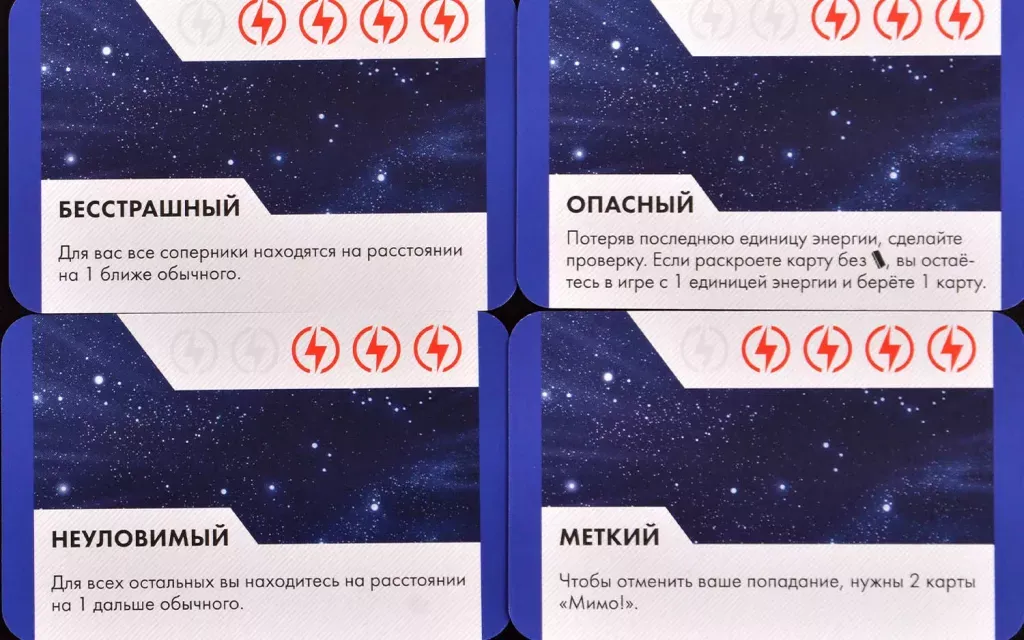 БЕССТРАШНЫЙ
Для вас все соперники находятся на расстоянии
на 1 ближе обычного.
ОПАСНЫЙ
Потеряв последнюю единицу энергии, сделайте
проверку. Если раскроете карту без , вы остаё-
тесь в игре с 1 единицей энергии и берёте 1 карту.
НЕУЛОВИМЫЙ
Для всех остальных вы находитесь на расстоянии
на 1 дальше обычного.
МЕТКИЙ
Чтобы отменить ваше попадание, нужны 2 карты
«Мимо!».